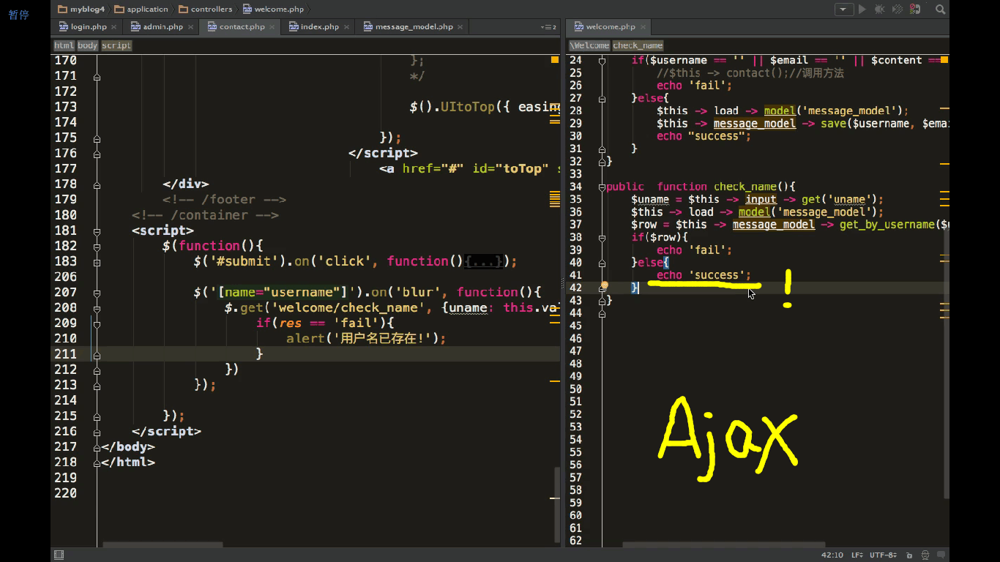 暂停
myblog4 application controllers welcome.php
login.php admin.php contact.php index.php message_model.php
html body script
170 };
171 */
172
173 $().UItoTop({ easing
174
175 });
176 </script>
177 <a href="#" id="toTop"
178 </div>
179 <!-- /footer -->
180 <!-- /container -->
181 <script>
182 $(function(){
183 $('#submit').on('click', function(){...});
206
207 $('[name="username"]').on('blur', function(){
208 $.get('welcome/check_name', {uname: this.va
209 if(res == 'fail'){
210 alert('用户名已存在!');
211 }
212 })
213 });
214
215 });
216 </script>
217 </body>
218 </html>
219
220
welcome.php
\Welcome check_name
24 if($username == '' || $email == '' || $content ==
25 //$this -> contact();//调用方法
26 echo 'fail';
27 }else{
28 $this -> load -> model('message_model');
29 $this -> message_model -> save($username, $ema
30 echo "success";
31 }
32 }
33
34 public function check_name(){
35 $uname = $this -> input -> get('uname');
36 $this -> load -> model('message_model');
37 $row = $this -> message_model -> get_by_username($
38 if($row){
39 echo 'fail';
40 }else{
41 echo 'success';
42 }
43 }
44
45
46
47
48
49
50
51
52
53
54
55
56
57
58
59
60
61
62
!
Ajax
42:10 LF÷ UTF-8÷